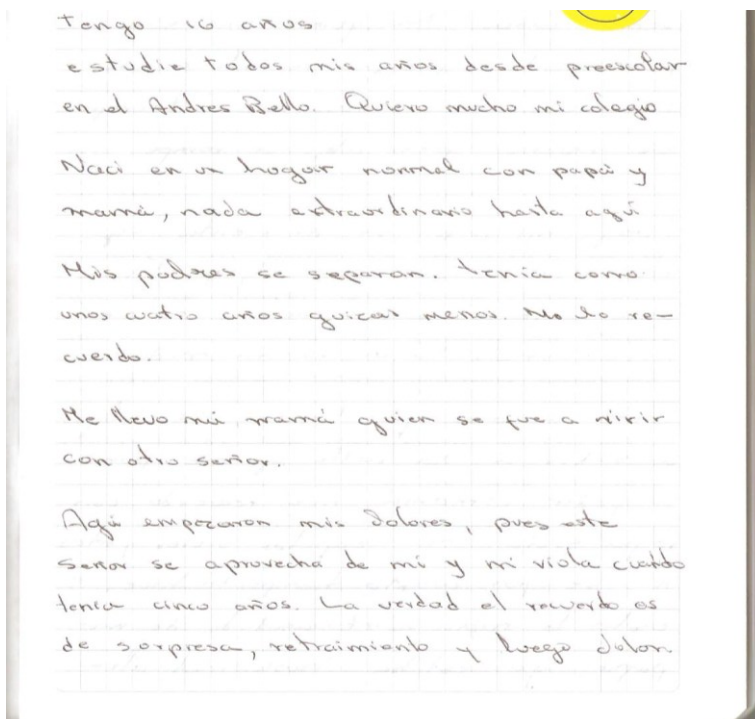 Tengo 16 años
estudie todos mis años desde preescolar
en el Andres Bello. Quiero mucho mi colegio
Naci en un hogar normal con papá y
mamá, nada extraordinario hasta aquí
Mis padres se separan. tenia como
unos cuatro años quizas menos. No lo re-
cuerdo.
Me llevo mi mamá quien se fue a vivir
con otro señor.
Aqui empezaron mis dolores, pues este
señor se aprovecha de mi y mi viola cuando
tenia cinco años. La verdad el recuerdo es
de sorpresa, retraimiento y luego dolor.